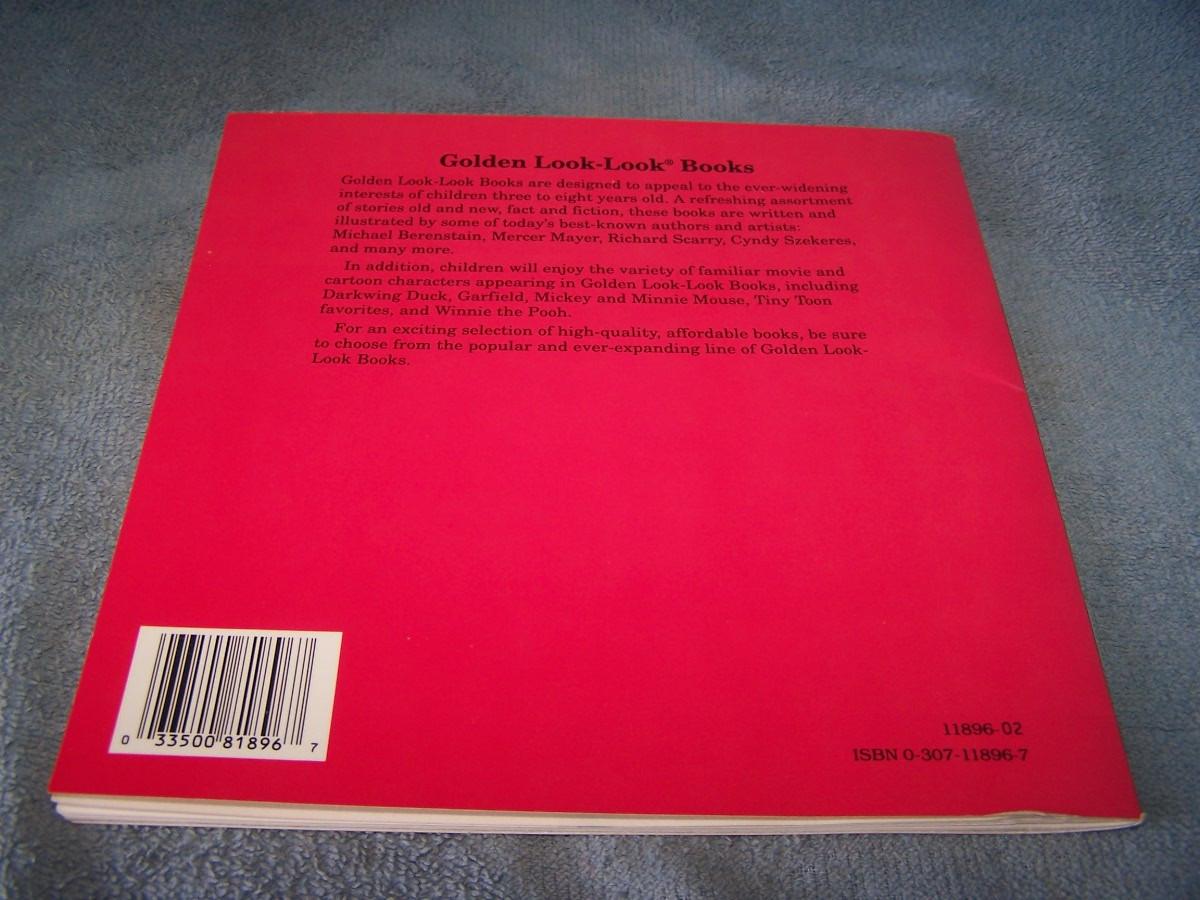 Golden Look-Look® Books
Golden Look-Look Books are designed to appeal to the ever-widening
interests of children three to eight years old. A refreshing assortment
of stories old and new, fact and fiction, these books are written and
illustrated by some of today's best-known authors and artists:
Michael Berenstain, Mercer Mayer, Richard Scarry, Cyndy Szekeres,
and many more.
In addition, children will enjoy the variety of familiar movie and
cartoon characters appearing in Golden Look-Look Books, including
Darkwing Duck, Garfield, Mickey and Minnie Mouse, Tiny Toon
favorites, and Winnie the Pooh.
For an exciting selection of high-quality, affordable books, be sure
to choose from the popular and ever-expanding line of Golden Look-
Look Books.
0 33500 81896 7
11896-02
ISBN 0-307-11896-7